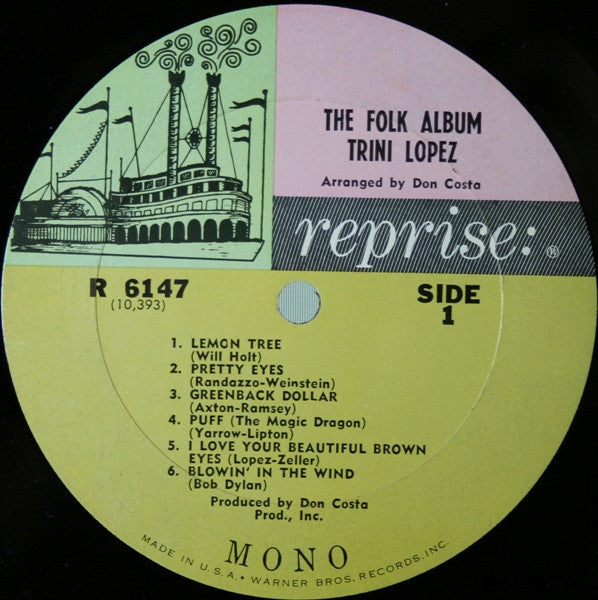 THE FOLK ALBUM
TRINI LOPEZ
Arranged by Don Costa
reprise: ®
R 6147
(10,393)
SIDE
1
1. LEMON TREE
(Will Holt)
2. PRETTY EYES
(Randazzo-Weinstein)
3. GREENBACK DOLLAR
(Axton-Ramsey)
4. PUFF (The Magic Dragon)
(Yarrow-Lipton)
5. I LOVE YOUR BEAUTIFUL BROWN
EYES (Lopez-Zeller)
6. BLOWIN' IN THE WIND
(Bob Dylan)
Produced by Don Costa
Prod., Inc.
MONO
MADE IN U.S.A. • WARNER BROS. RECORDS, INC.